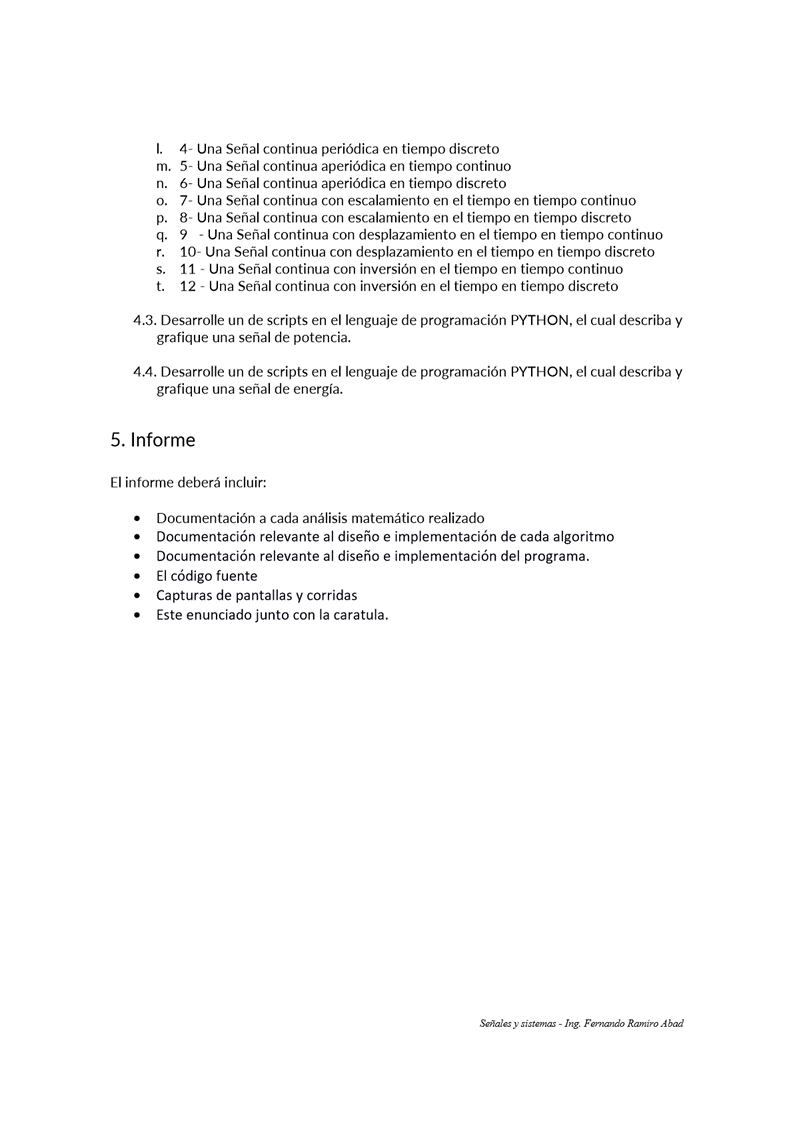 l. 4- Una Señal continua periódica en tiempo discreto
m. 5- Una Señal continua aperiódica en tiempo continuo
n. 6- Una Señal continua aperiódica en tiempo discreto
o. 7- Una Señal continua con escalamiento en el tiempo en tiempo continuo
p. 8- Una Señal continua con escalamiento en el tiempo en tiempo discreto
q. 9 - Una Señal continua con desplazamiento en el tiempo en tiempo continuo
r. 10- Una Señal continua con desplazamiento en el tiempo en tiempo discreto
s. 11 - Una Señal continua con inversión en el tiempo en tiempo continuo
t. 12 - Una Señal continua con inversión en el tiempo en tiempo discreto
4.3. Desarrolle un de scripts en el lenguaje de programación PYTHON, el cual describa y
grafique una señal de potencia.
4.4. Desarrolle un de scripts en el lenguaje de programación PYTHON, el cual describa y
grafique una señal de energía.
5. Informe
El informe deberá incluir:
• Documentación a cada análisis matemático realizado
• Documentación relevante al diseño e implementación de cada algoritmo
• Documentación relevante al diseño e implementación del programa.
• El código fuente
• Capturas de pantallas y corridas
• Este enunciado junto con la caratula.
Señales y sistemas - Ing. Fernando Ramiro Abad